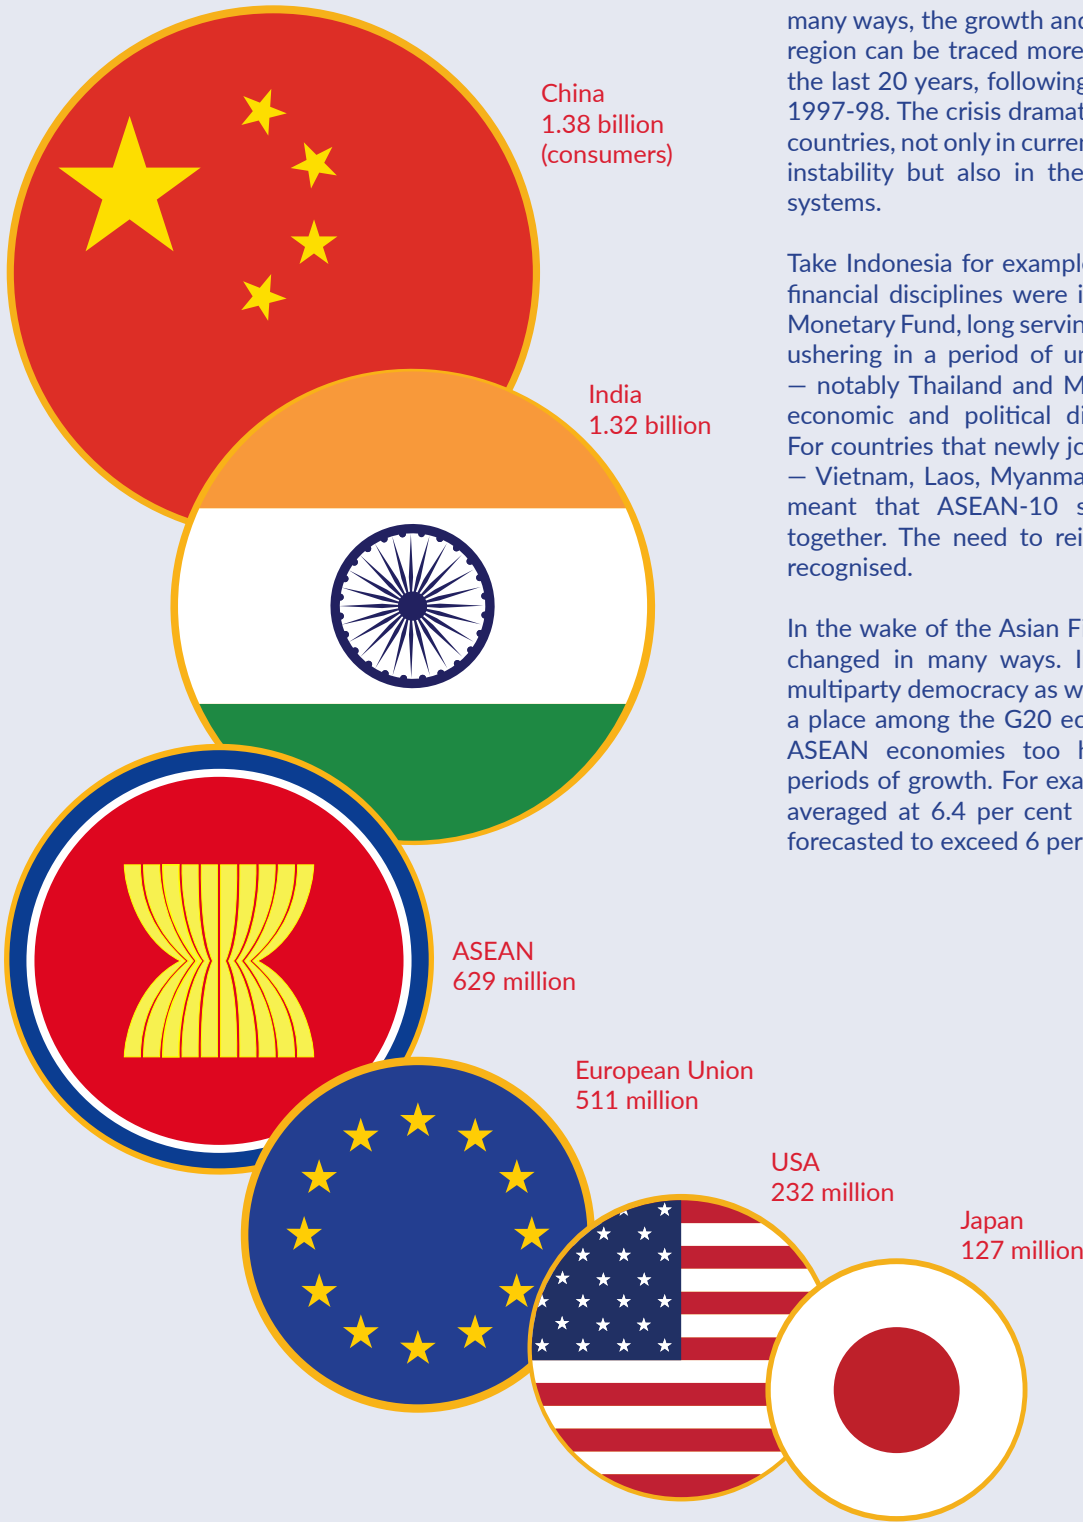 China
1.38 billion
(consumers)
India
1.32 billion
ASEAN
629 million
European Union
511 million
USA
232 million
Japan
127 million
many ways, the growth and
region can be traced more
the last 20 years, following
1997-98. The crisis dramat
countries, not only in curren
instability but also in the
systems.
Take Indonesia for example
financial disciplines were i
Monetary Fund, long servin
ushering in a period of un
— notably Thailand and M
economic and political di
For countries that newly jo
— Vietnam, Laos, Myanma
meant that ASEAN-10 s
together. The need to rei
recognised.
In the wake of the Asian Fi
changed in many ways. I
multiparty democracy as w
a place among the G20 ec
ASEAN economies too h
periods of growth. For exa
averaged at 6.4 per cent
forecasted to exceed 6 per